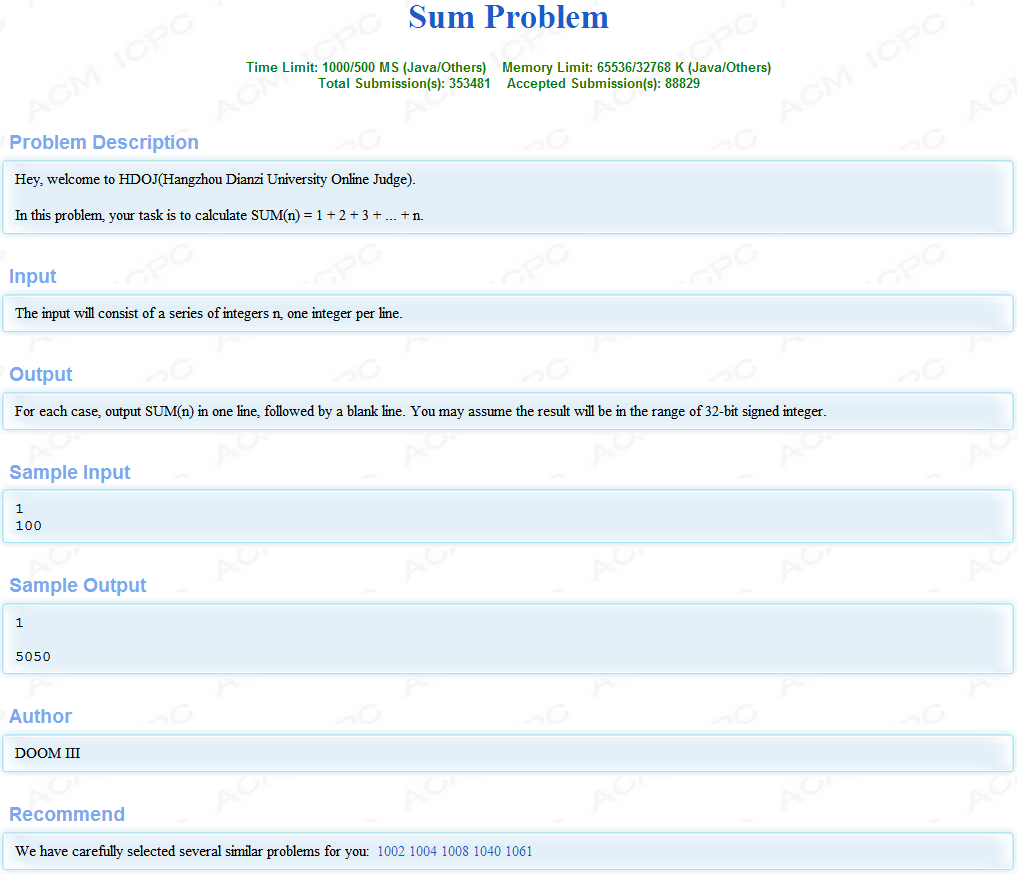 Sum Problem
Time Limit: 1000/500 MS (Java/Others)    Memory Limit: 65536/32768 K (Java/Others)
Total Submission(s): 353481    Accepted Submission(s): 88829
Problem Description
Hey, welcome to HDOJ(Hangzhou Dianzi University Online Judge).
In this problem, your task is to calculate SUM(n) = 1 + 2 + 3 + ... + n.
Input
The input will consist of a series of integers n, one integer per line.
Output
For each case, output SUM(n) in one line, followed by a blank line. You may assume the result will be in the range of 32-bit signed integer.
Sample Input
1
100
Sample Output
1
5050
Author
DOOM III
Recommend
We have carefully selected several similar problems for you:  1002 1004 1008 1040 1061